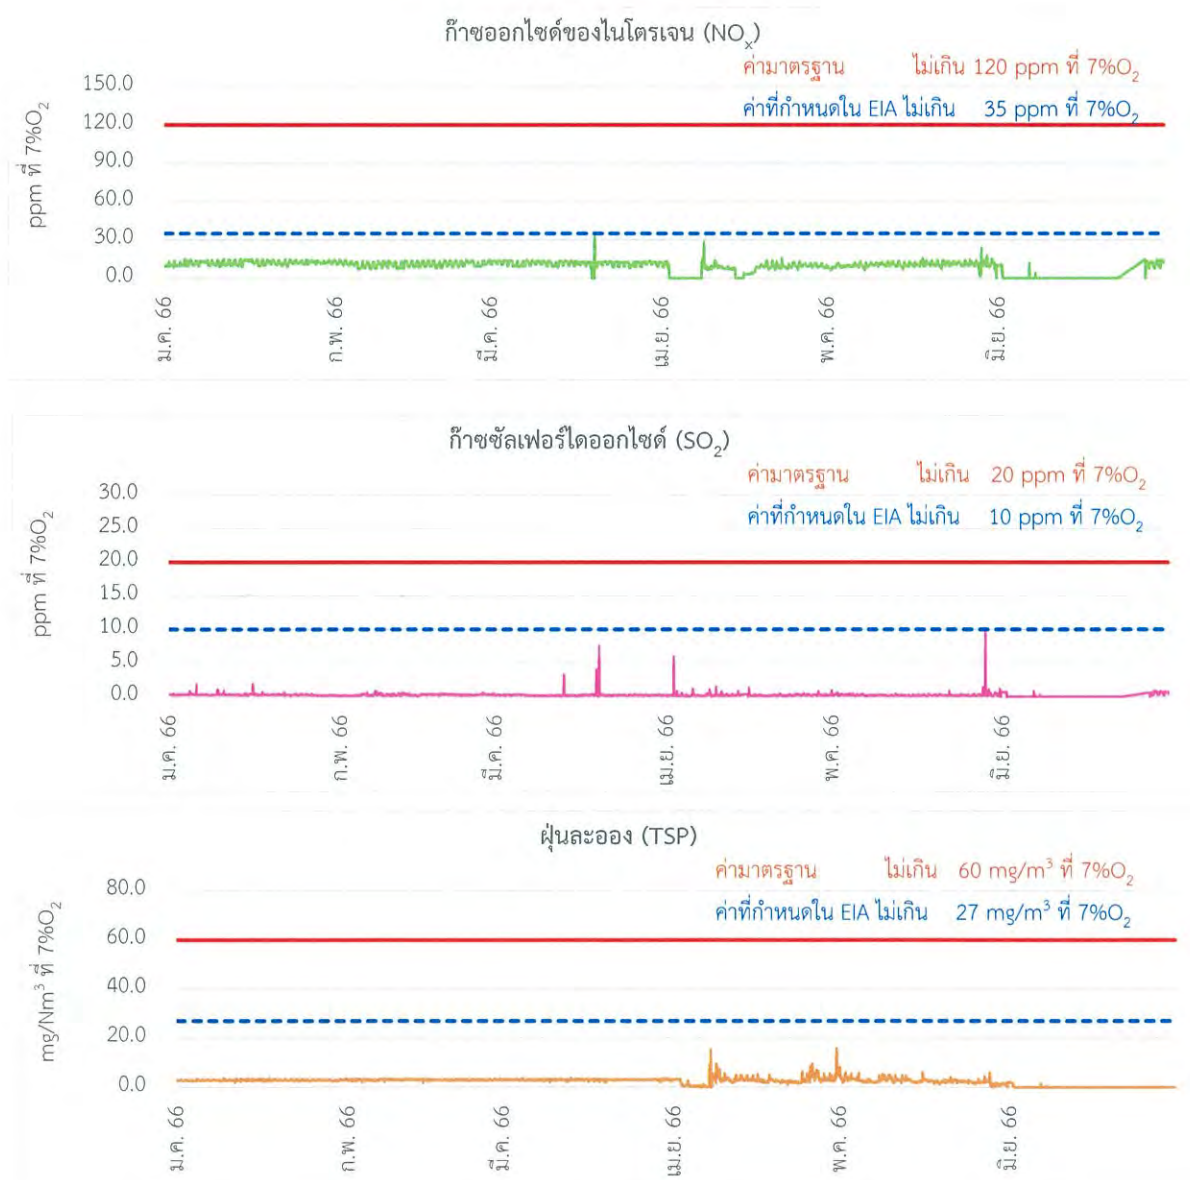 ก๊าซออกไซด์ของไนโตรเจน (NOₓ)
ค่ามาตรฐาน ไม่เกิน 120 ppm ที่ 7%O₂
ค่าที่กำหนดใน EIA ไม่เกิน 35 ppm ที่ 7%O₂
ppm ที่ 7%O₂
150.0
120.0
90.0
60.0
30.0
0.0
ม.ค. 66 ก.พ. 66 มี.ค. 66 เม.ย. 66 พ.ค. 66 มิ.ย. 66
ก๊าซซัลเฟอร์ไดออกไซด์ (SO₂)
ค่ามาตรฐาน ไม่เกิน 20 ppm ที่ 7%O₂
ค่าที่กำหนดใน EIA ไม่เกิน 10 ppm ที่ 7%O₂
ppm ที่ 7%O₂
30.0
25.0
20.0
15.0
10.0
5.0
0.0
ม.ค. 66 ก.พ. 66 มี.ค. 66 เม.ย. 66 พ.ค. 66 มิ.ย. 66
ฝุ่นละออง (TSP)
ค่ามาตรฐาน ไม่เกิน 60 mg/m³ ที่ 7%O₂
ค่าที่กำหนดใน EIA ไม่เกิน 27 mg/m³ ที่ 7%O₂
mg/Nm³ ที่ 7%O₂
80.0
60.0
40.0
20.0
0.0
ม.ค. 66 ก.พ. 66 มี.ค. 66 เม.ย. 66 พ.ค. 66 มิ.ย. 66